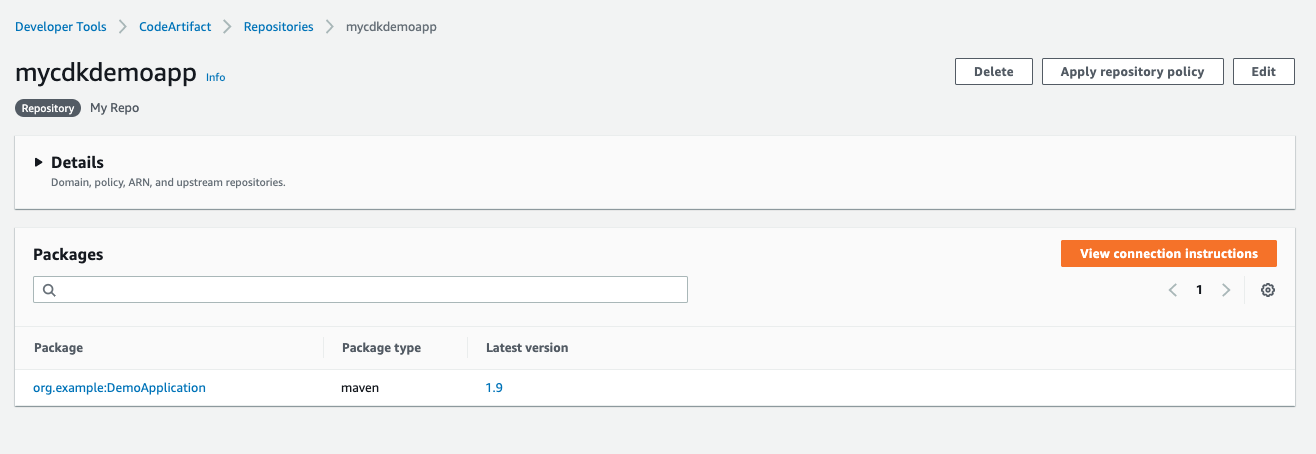 Developer Tools > CodeArtifact > Repositories > mycdkdemoapp
mycdkdemoapp Info
Delete Apply repository policy Edit
Repository My Repo
Details
Domain, policy, ARN, and upstream repositories.
Packages
View connection instructions
1
Package Package type Latest version
org.example:DemoApplication maven 1.9